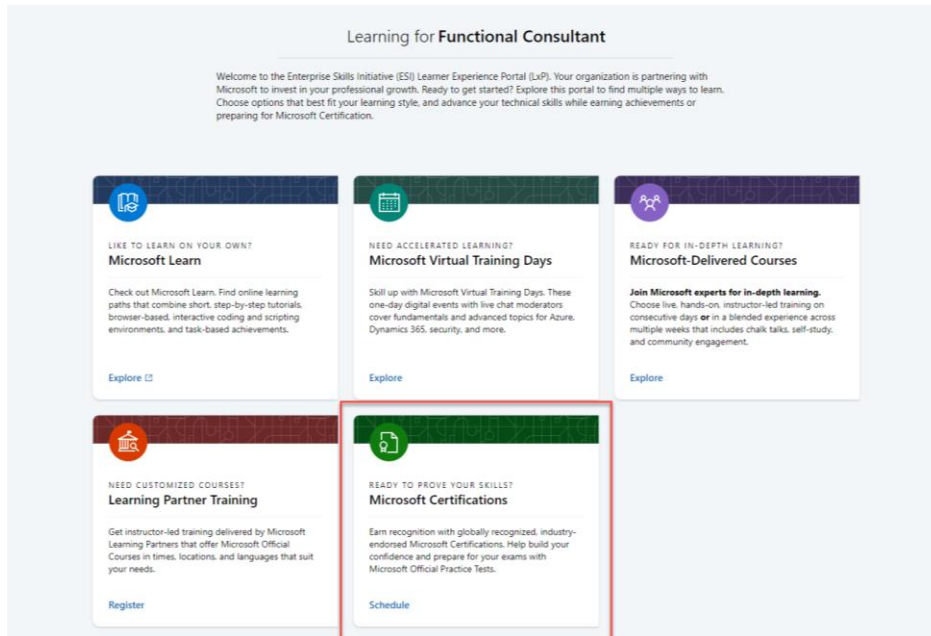 Learning for Functional Consultant
Welcome to the Enterprise Skills Initiative (ESI) Learner Experience Portal (LxP). Your organization is partnering with
Microsoft to invest in your professional growth. Ready to get started? Explore this portal to find multiple ways to learn.
Choose options that best fit your learning style, and advance your technical skills while earning achievements or
preparing for Microsoft Certification.
LIKE TO LEARN ON YOUR OWN?
Microsoft Learn
Check out Microsoft Learn. Find online learning
paths that combine short, step-by-step tutorials,
browser-based, interactive coding and scripting
environments, and task-based achievements.
Explore
NEED ACCELERATED LEARNING?
Microsoft Virtual Training Days
Skill up with Microsoft Virtual Training Days. These
one-day digital events with live chat moderators
cover fundamentals and advanced topics for Azure,
Dynamics 365, security, and more.
Explore
READY FOR IN-DEPTH LEARNING?
Microsoft-Delivered Courses
Join Microsoft experts for in-depth learning.
Choose live, hands-on, instructor-led training on
consecutive days or in a blended experience across
multiple weeks that includes chalk talks, self-study,
and community engagement.
Explore
NEED CUSTOMIZED COURSES?
Learning Partner Training
Get instructor-led training delivered by Microsoft
Learning Partners that offer Microsoft Official
Courses in times, locations, and languages that suit
your needs.
Register
READY TO PROVE YOUR SKILLS?
Microsoft Certifications
Earn recognition with globally recognized, industry-
endorsed Microsoft Certifications. Help build your
confidence and prepare for your exams with
Microsoft Official Practice Tests.
Schedule